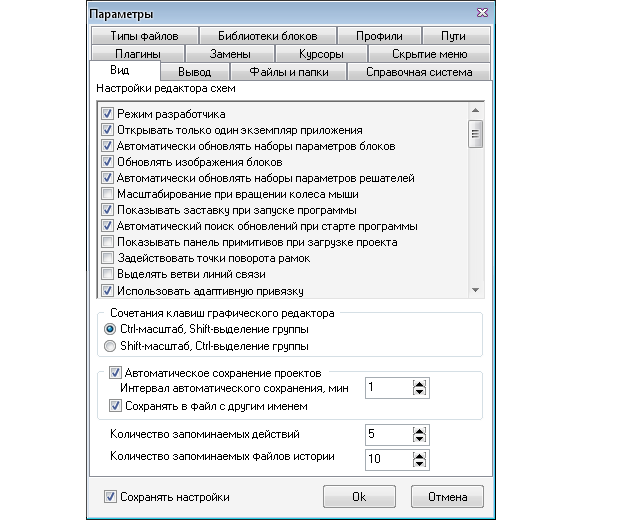 Параметры
Типы файлов Библиотеки блоков Профили Пути
Плагины Замены Курсоры Скрытие меню
Вид Вывод Файлы и папки Справочная система
Настройки редактора схем
Режим разработчика
Открывать только один экземпляр приложения
Автоматически обновлять наборы параметров блоков
Обновлять изображения блоков
Автоматически обновлять наборы параметров решателей
Масштабирование при вращении колеса мыши
Показывать заставку при запуске программы
Автоматический поиск обновлений при старте программы
Показывать панель примитивов при загрузке проекта
Задействовать точки поворота рамок
Выделять ветви линий связи
Использовать адаптивную привязку
Сочетания клавиш графического редактора
Ctrl-масштаб, Shift-выделение группы
Shift-масштаб, Ctrl-выделение группы
Автоматическое сохранение проектов
Интервал автоматического сохранения, мин 1
Сохранять в файл с другим именем
Количество запоминаемых действий 5
Количество запоминаемых файлов истории 10
Сохранять настройки Ok Отмена